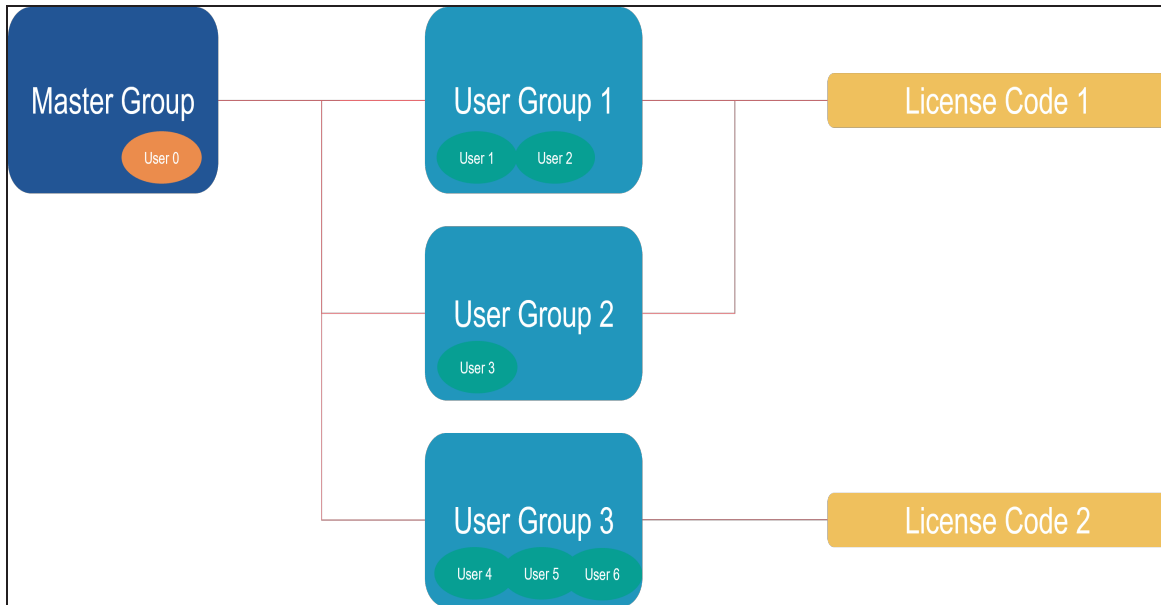 Master Group
User 0
User Group 1
User 1
User 2
License Code 1
User Group 2
User 3
User Group 3
User 4
User 5
User 6
License Code 2